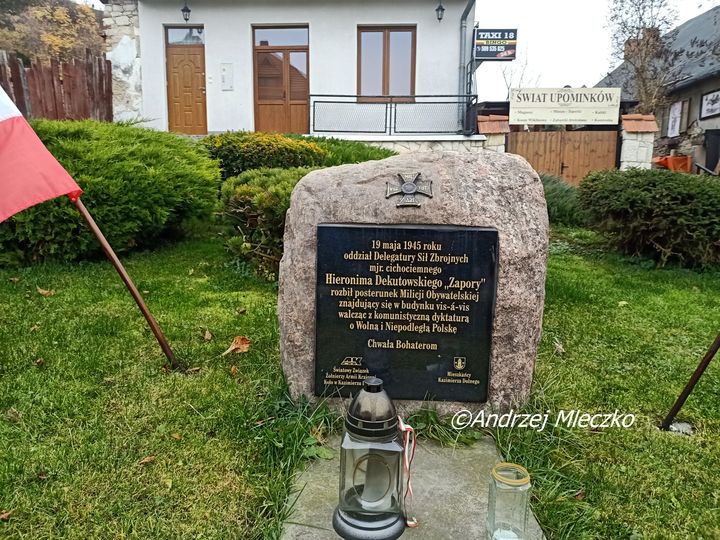 TAXI 18
BINGO
ŚWIAT UPOMINKÓW
19 maja 1945 roku
oddział Delegatury Sił Zbrojnych
mjr. cichociemnego
Hieronima Dekutowskiego „Zapory”
rozbił posterunek Milicji Obywatelskiej
znajdujący się w budynku vis-á-vis
walcząc z komunistyczną dyktaturą
o Wolną i Niepodległą Polskę
Chwała Bohaterom
AK
Światowy Związek
Żołnierzy Armii Krajowej
Koło w Kazimierzu
Mieszkańcy
Kazimierza Dolnego
©Andrzej Mleczko